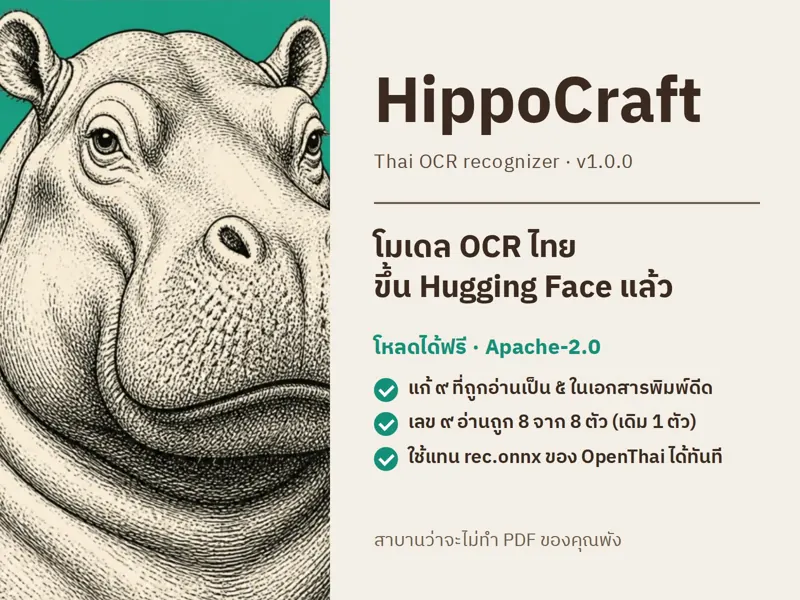 HippoCraft
Thai OCR recognizer · v1.0.0
โมเดล OCR ไทย
ขึ้น Hugging Face แล้ว
โหลดได้ฟรี · Apache-2.0
แก้ ๙ ที่ถูกอ่านเป็น ๕ ในเอกสารพิมพ์ดีด
เลข ๙ อ่านถูก 8 จาก 8 ตัว (เดิม 1 ตัว)
ใช้แทน rec.onnx ของ OpenThai ได้ทันที
สาบานว่าจะไม่ทำ PDF ของคุณพัง